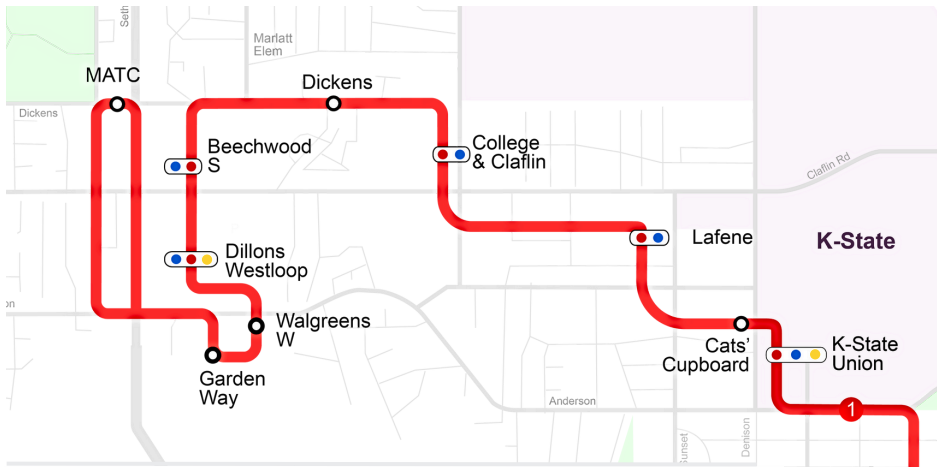 Seth
Marlatt
Elem
MATC
Dickens
Dickens
Beechwood
S
College
& Claflin
Claflin Rd
Dillons
Westloop
Lafene
K-State
Walgreens
W
Garden
Way
Cats’
Cupboard
K-State
Union
Anderson
1
Sunset
Denison